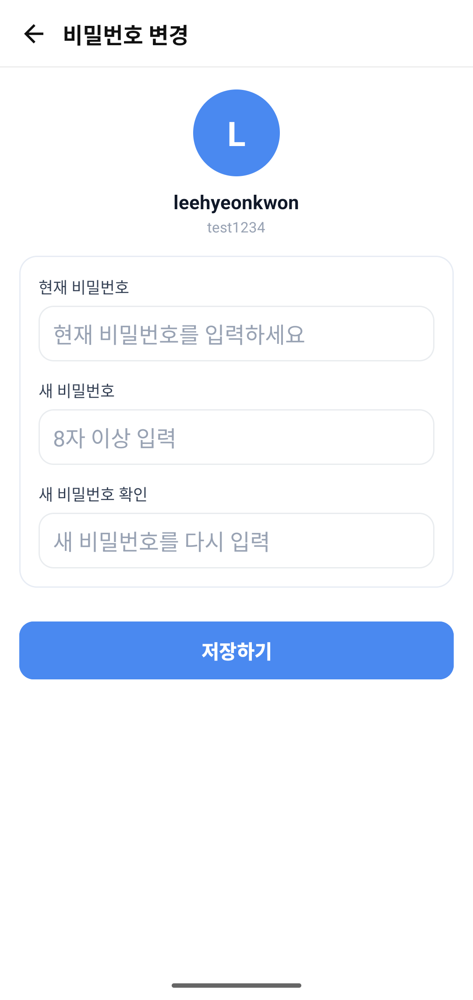 비밀번호 변경
L
leehyeonkwon
test1234
현재 비밀번호
현재 비밀번호를 입력하세요
새 비밀번호
8자 이상 입력
새 비밀번호 확인
새 비밀번호를 다시 입력
저장하기